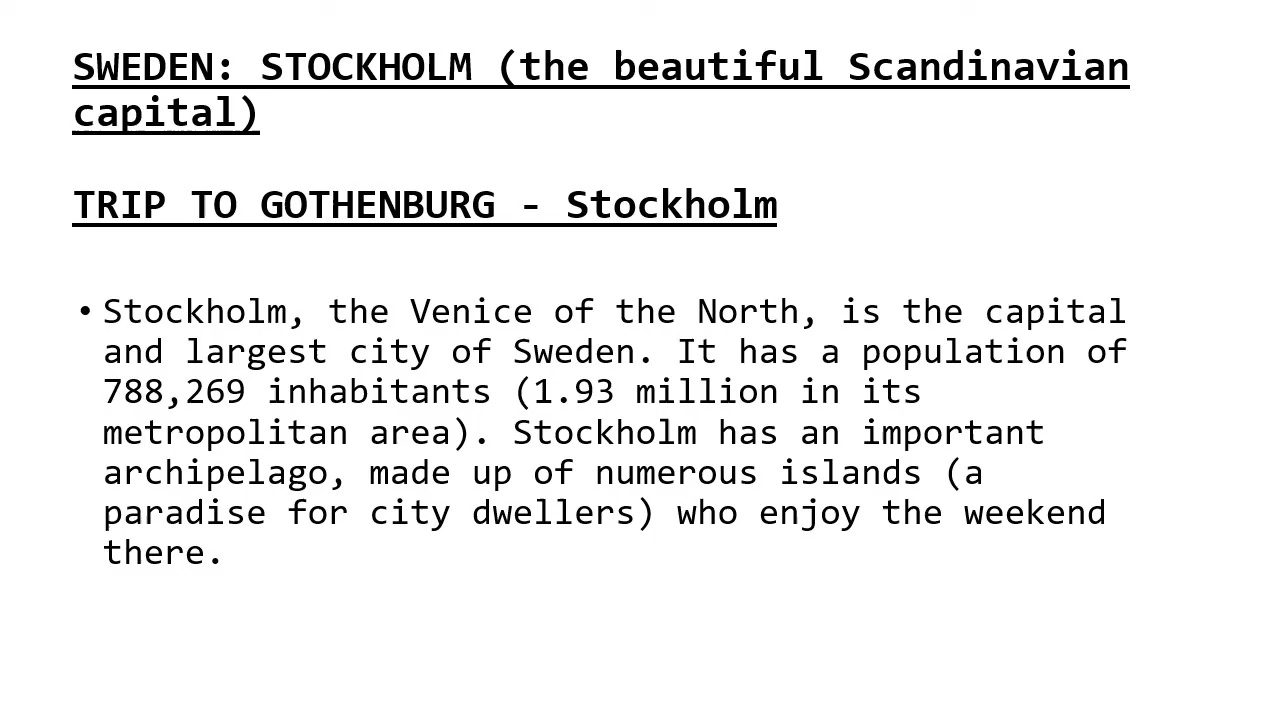 SWEDEN: STOCKHOLM (the beautiful Scandinavian
capital)
TRIP TO GOTHENBURG - Stockholm
• Stockholm, the Venice of the North, is the capital
and largest city of Sweden. It has a population of
788,269 inhabitants (1.93 million in its
metropolitan area). Stockholm has an important
archipelago, made up of numerous islands (a
paradise for city dwellers) who enjoy the weekend
there.